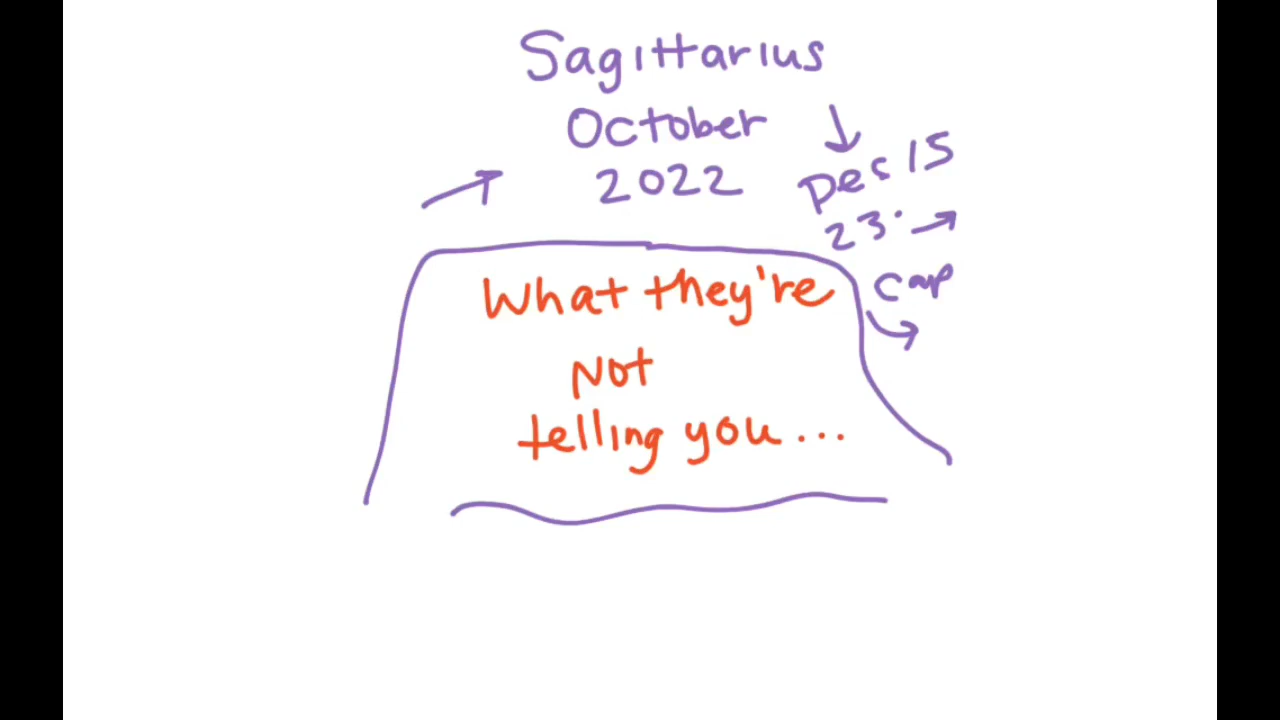 Sagittarius
October
2022
Dec 15
23.
cap
What they're
Not
telling you...